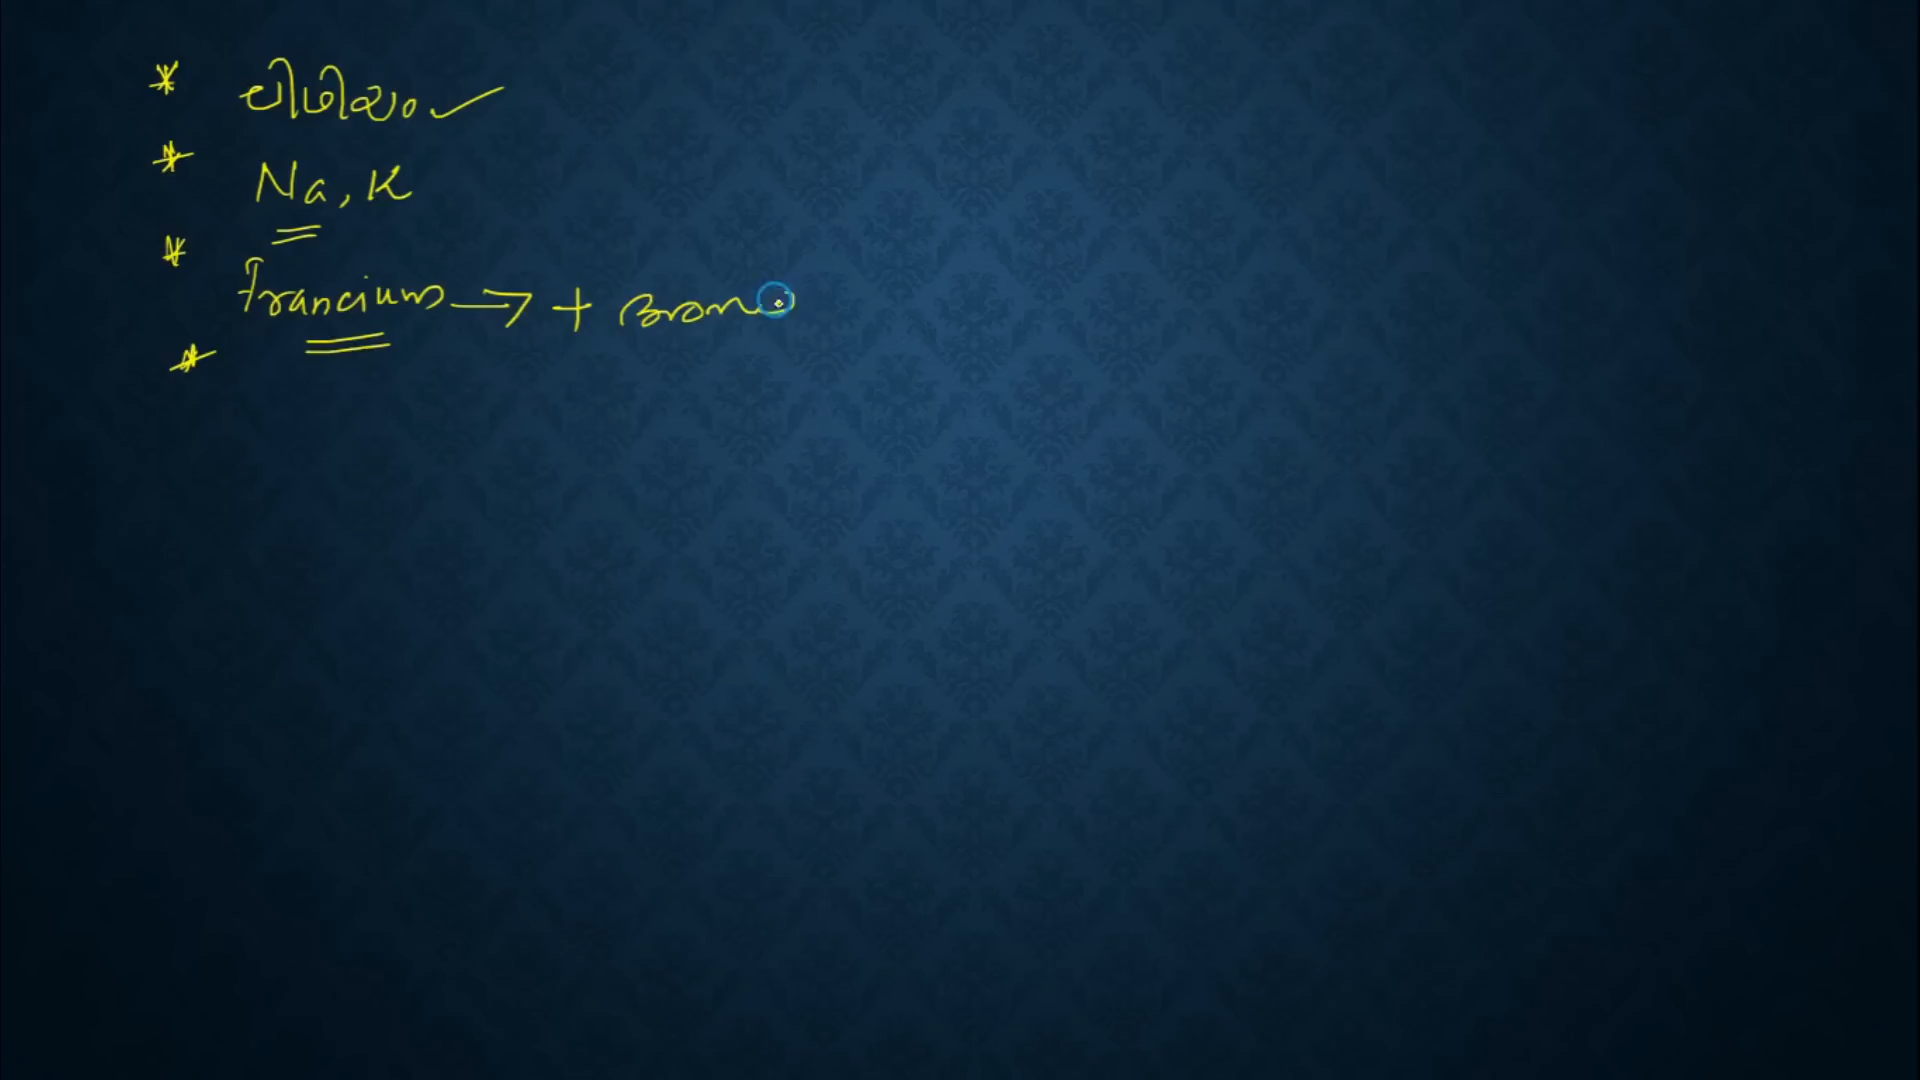 * ലിഥിയം ✓
* Na, K
* Francium → +
*